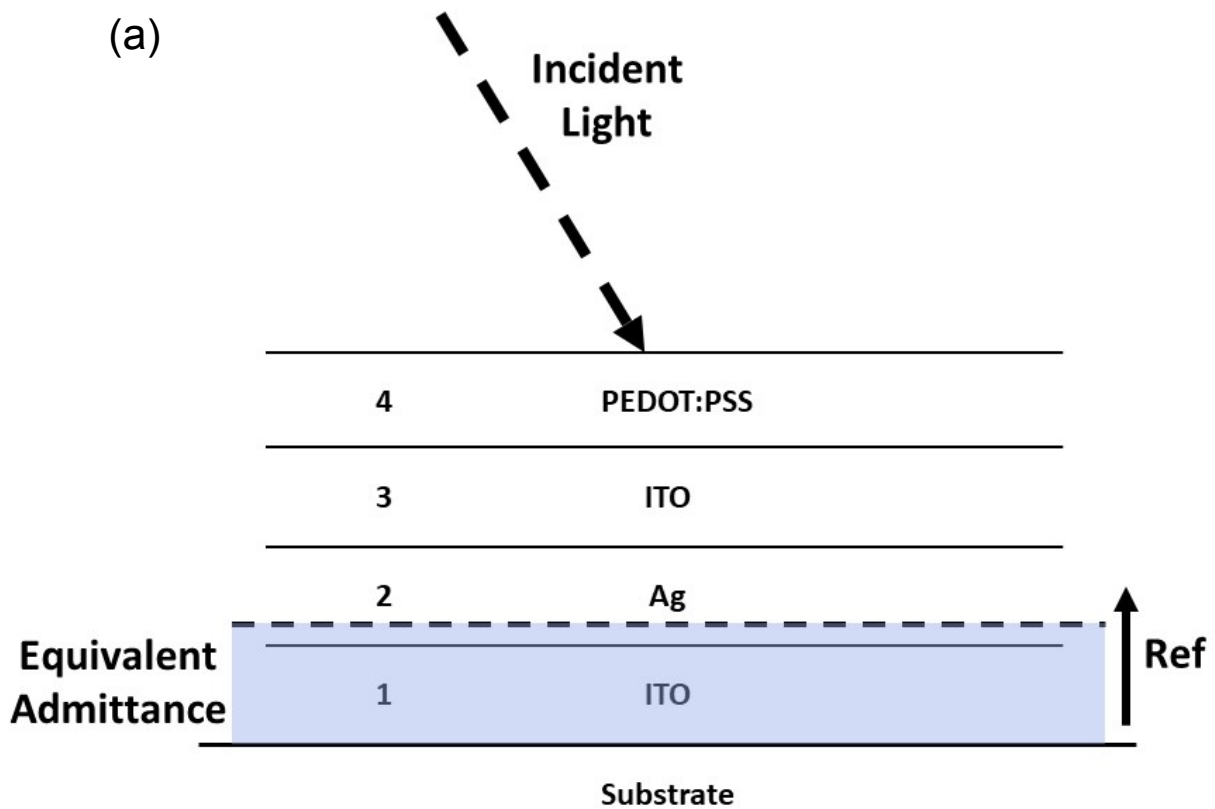 (a)
Incident
Light
4 PEDOT:PSS
3 ITO
2 Ag
Equivalent
Admittance
Ref
1 ITO
Substrate